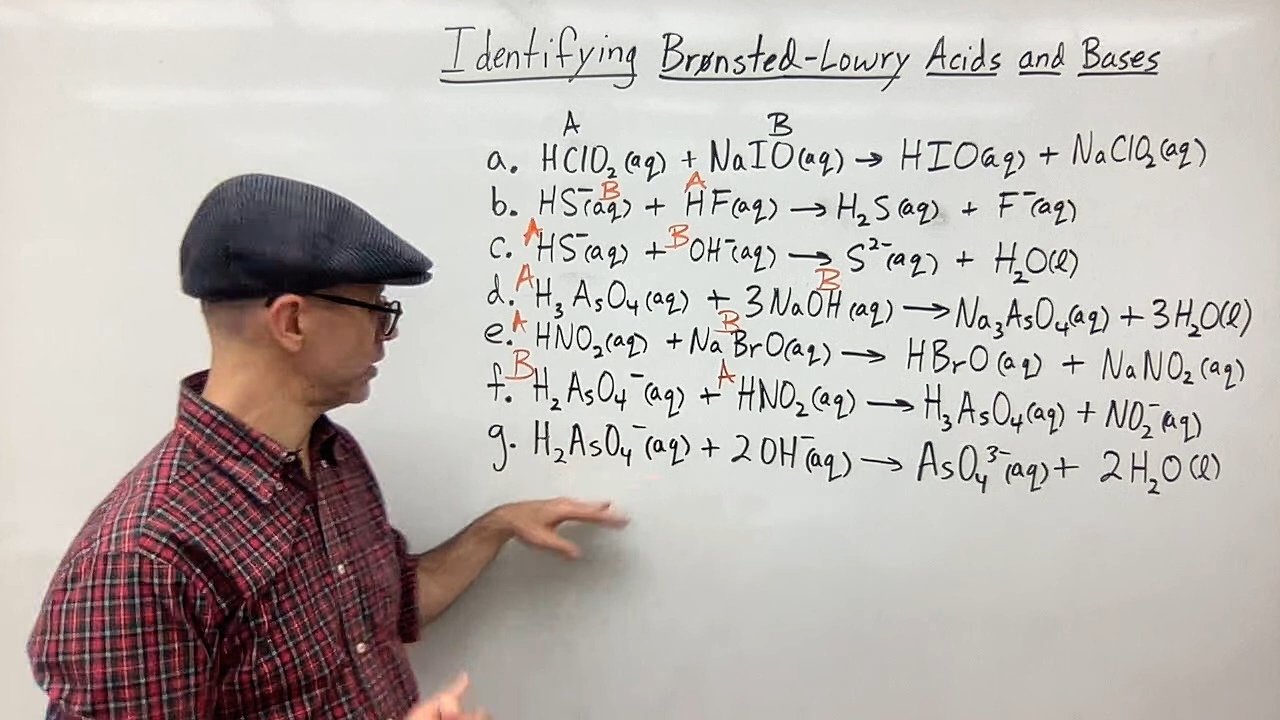 Identifying Brønsted-Lowry Acids and Bases
A B
a. HClO₂(aq) + NaIO(aq) → HIO(aq) + NaClO₂(aq)
B A
b. HS⁻(aq) + HF(aq) → H₂S(aq) + F⁻(aq)
A B
c. HS⁻(aq) + OH⁻(aq) → S²⁻(aq) + H₂O(l)
A B
d. H₃AsO₄(aq) + 3NaOH(aq) → Na₃AsO₄(aq) + 3H₂O(l)
A B
e. HNO₂(aq) + NaBrO(aq) → HBrO(aq) + NaNO₂(aq)
B A
f. H₂AsO₄⁻(aq) + HNO₂(aq) → H₃AsO₄(aq) + NO₂⁻(aq)
g. H₂AsO₄⁻(aq) + 2OH⁻(aq) → AsO₄³⁻(aq) + 2H₂O(l)